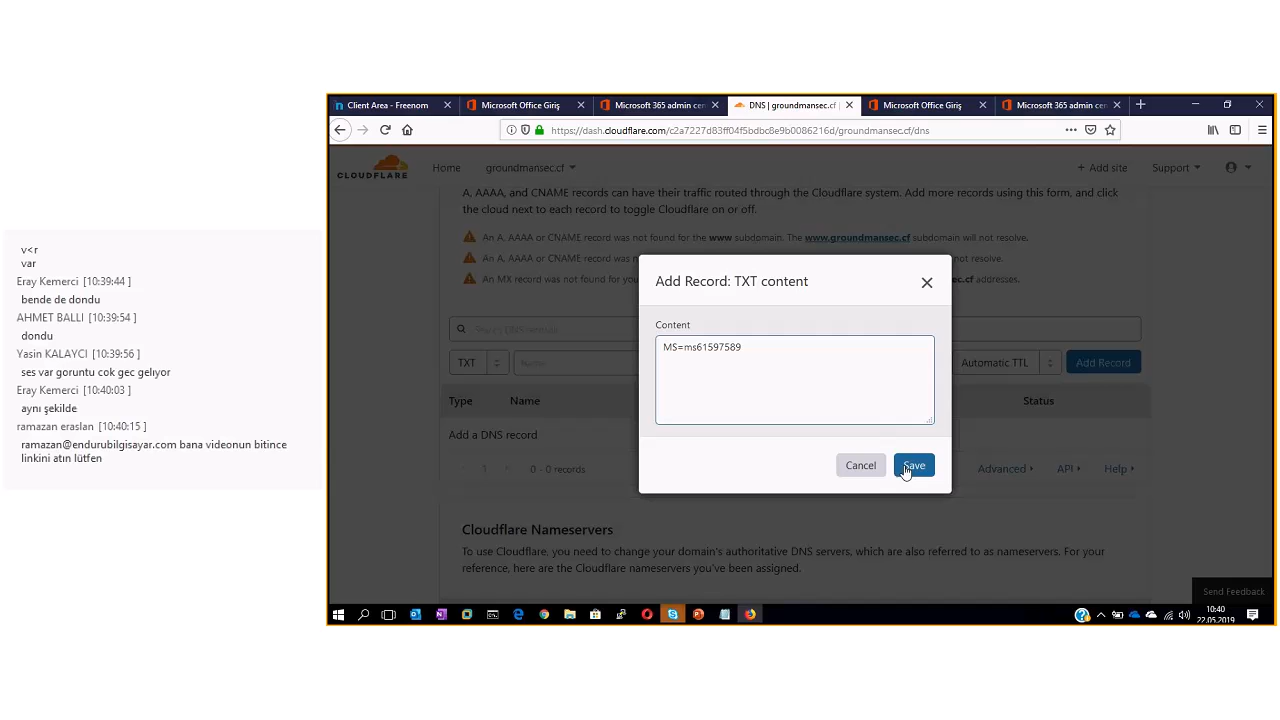 v<r
var
Eray Kemerci [10:39:44]
bende de dondu
AHMET BALLI [10:39:54]
dondu
Yasin KALAYCI [10:39:56]
ses var goruntu cok gec gelıyor
Eray Kemerci [10:40:03]
aynı şekilde
ramazan eraslan [10:40:15]
ramazan@endurubilgisayar.com bana videonun bitince
linkini atın lütfen
Client Area - Freenom
Microsoft Office Giriş
Microsoft 365 admin cen
DNS | groundmansec.cf |
Microsoft Office Giriş
Microsoft 365 admin cen
https://dash.cloudflare.com/c2a7227d83ff04f5bdbc8e9b0086216d/groundmansec.cf/dns
CLOUDFLARE
Home
groundmansec.cf
+ Add site
Support
A, AAAA, and CNAME records can have their traffic routed through the Cloudflare system. Add more records using this form, and click
the cloud next to each record to toggle Cloudflare on or off.
An A, AAAA or CNAME record was not found for the www subdomain. The www.groundmansec.cf subdomain will not resolve.
An A, AAAA or CNAME record was no
resolve.
An MX record was not found for you
sec.cf addresses.
Add Record: TXT content
Content
MS=ms61597589
Cancel
Save
TXT
Automatic TTL
Add Record
Type
Name
Status
Add a DNS record
1
0 - 0 records
Advanced
API
Help
Cloudflare Nameservers
To use Cloudflare, you need to change your domain's authoritative DNS servers, which are also referred to as nameservers. For your
reference, here are the Cloudflare nameservers you've been assigned.
Send Feedback
10:40
22.05.2019